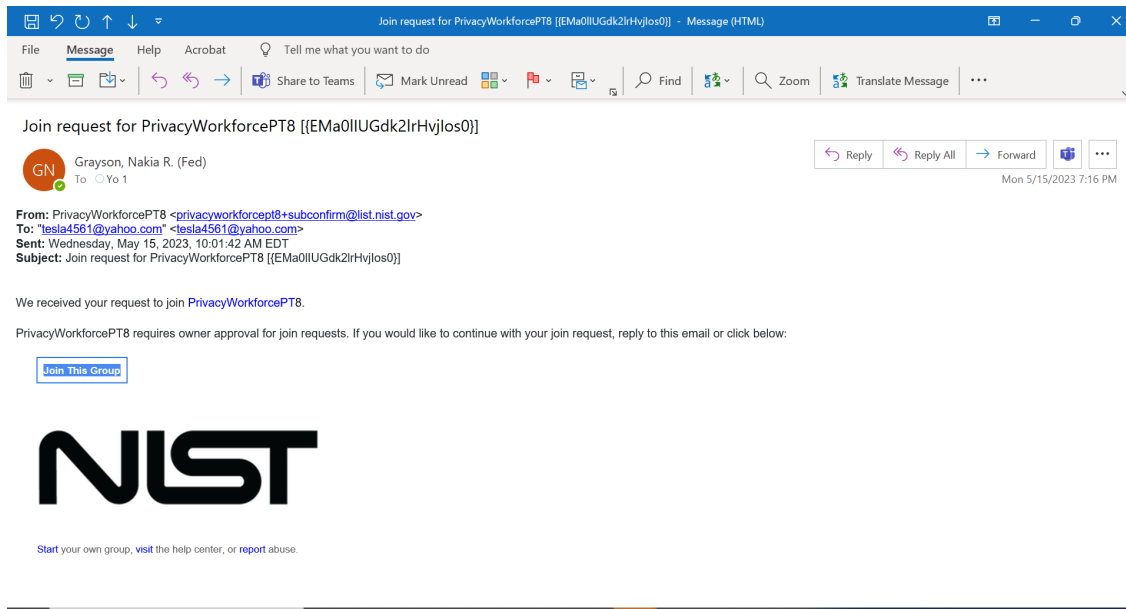 Join request for PrivacyWorkforcePT8 [{EMa0lIUGdk2lrHvjIos0}] - Message (HTML)
File Message Help Acrobat Tell me what you want to do
Share to Teams Mark Unread Find Zoom Translate Message
Join request for PrivacyWorkforcePT8 [{EMa0lIUGdk2lrHvjIos0}]
GN
Grayson, Nakia R. (Fed)
To Yo 1
Reply Reply All Forward
Mon 5/15/2023 7:16 PM
From: PrivacyWorkforcePT8 <privacyworkforcept8+subconfirm@list.nist.gov>
To: "tesla4561@yahoo.com" <tesla4561@yahoo.com>
Sent: Wednesday, May 15, 2023, 10:01:42 AM EDT
Subject: Join request for PrivacyWorkforcePT8 [{EMa0lIUGdk2lrHvjIos0}]
We received your request to join PrivacyWorkforcePT8.
PrivacyWorkforcePT8 requires owner approval for join requests. If you would like to continue with your join request, reply to this email or click below:
Join This Group
NIST
Start your own group, visit the help center, or report abuse.